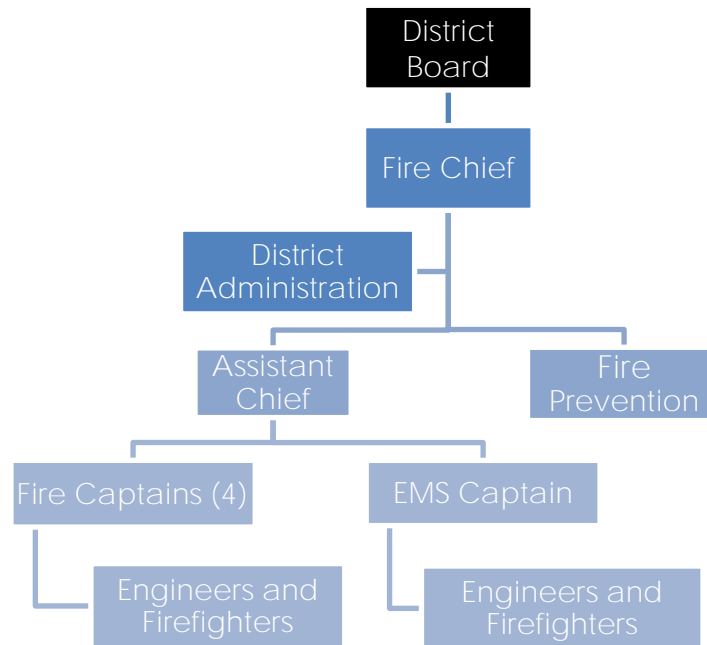 District
Board
Fire Chief
District
Administration
Assistant
Chief
Fire
Prevention
Fire Captains (4)
EMS Captain
Engineers and
Firefighters
Engineers and
Firefighters